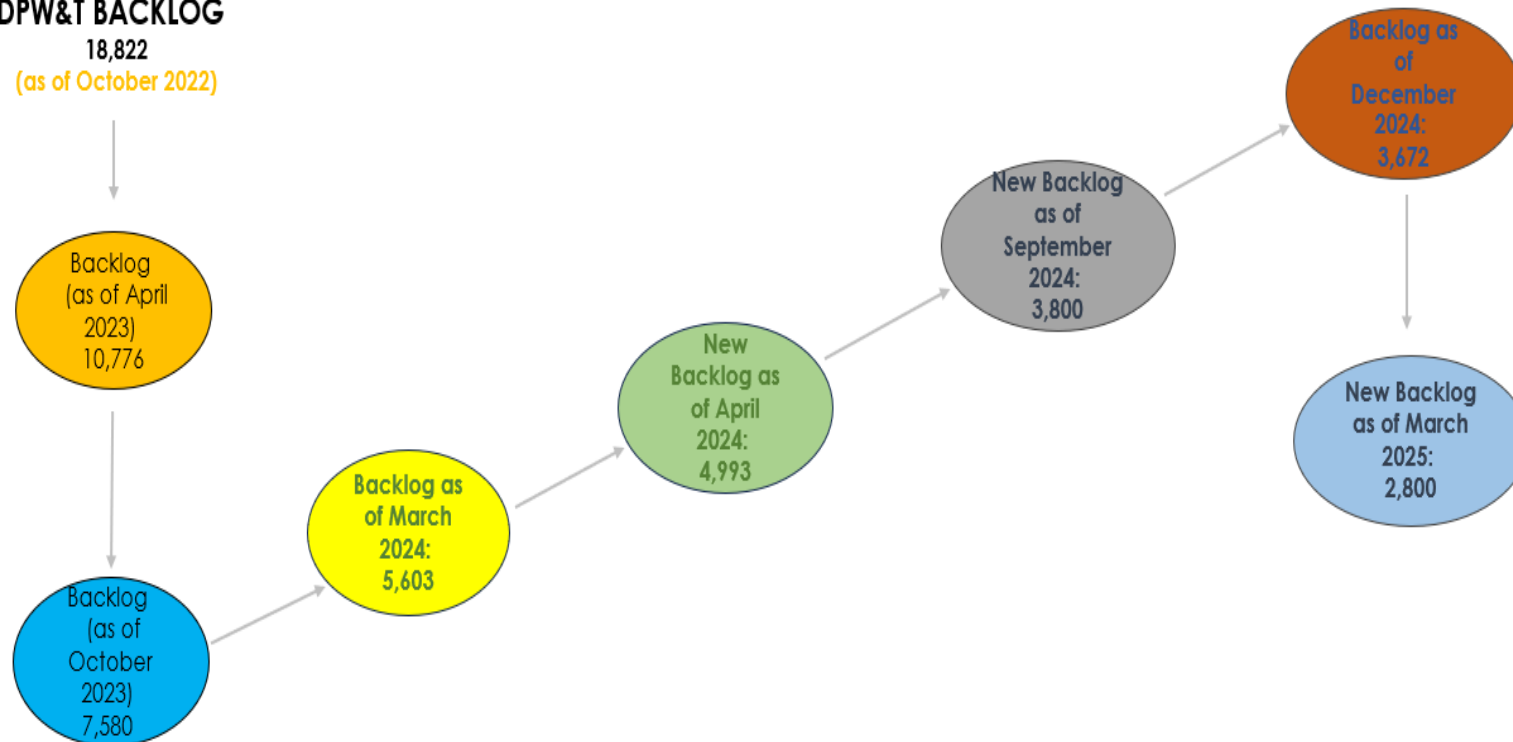 DPW&T BACKLOG
18,822
(as of October 2022)
Backlog
(as of April
2023)
10,776
Backlog
(as of
October
2023)
7,580
Backlog as
of March
2024:
5,603
New
Backlog as
of April
2024:
4,993
New Backlog
as of
September
2024:
3,800
Backlog as
of
December
2024:
3,672
New Backlog
as of March
2025:
2,800